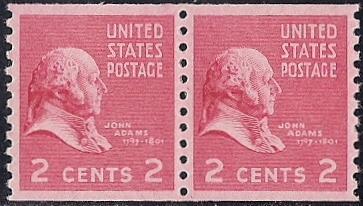 UNITED
STATES
POSTAGE
JOHN
ADAMS
1797-1801
2 CENTS 2
UNITED
STATES
POSTAGE
JOHN
ADAMS
1797-1801
2 CENTS 2